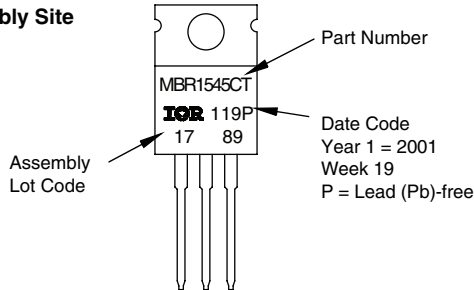 bly Site
Part Number
MBR1545CT
IOR 119P
17 89
Date Code
Year 1 = 2001
Week 19
P = Lead (Pb)-free
Assembly
Lot Code